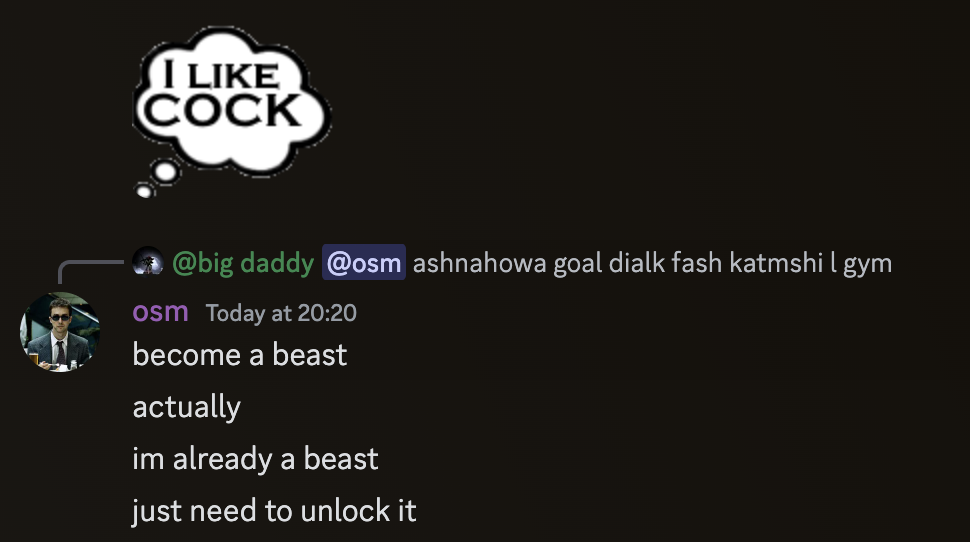 I LIKE
COCK
@big daddy @osm ashnahowa goal dialk fash katmshi l gym
osm Today at 20:20
become a beast
actually
im already a beast
just need to unlock it